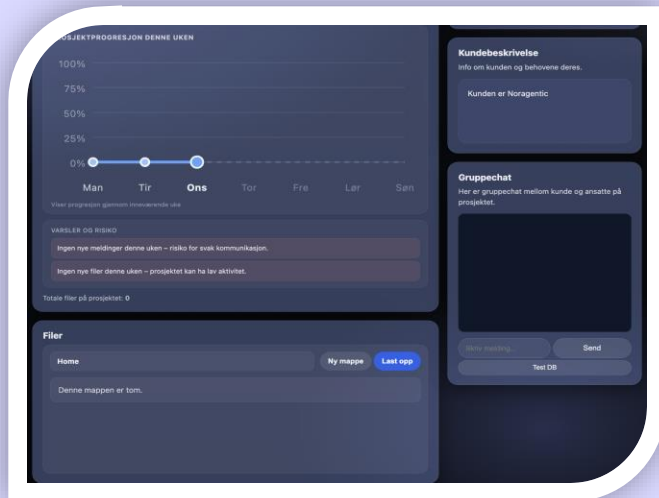 PROSJEKTPROGRESJON DENNE UKEN
100%
75%
50%
25%
0%
Man Tir Ons Tor Fre Lør Søn
Viser progresjon gjennom inneværende uke
VARSLER OG RISIKO
Ingen nye meldinger denne uken – risiko for svak kommunikasjon.
Ingen nye filer denne uken – prosjektet kan ha lav aktivitet.
Totale filer på prosjektet: 0
Filer
Home Ny mappe Last opp
Denne mappen er tom.
Kundebeskrivelse
Info om kunden og behovene deres.
Kunden er Noragentic
Gruppechat
Her er gruppechat mellom kunde og ansatte på
prosjektet.
Skriv melding... Send
Test DB